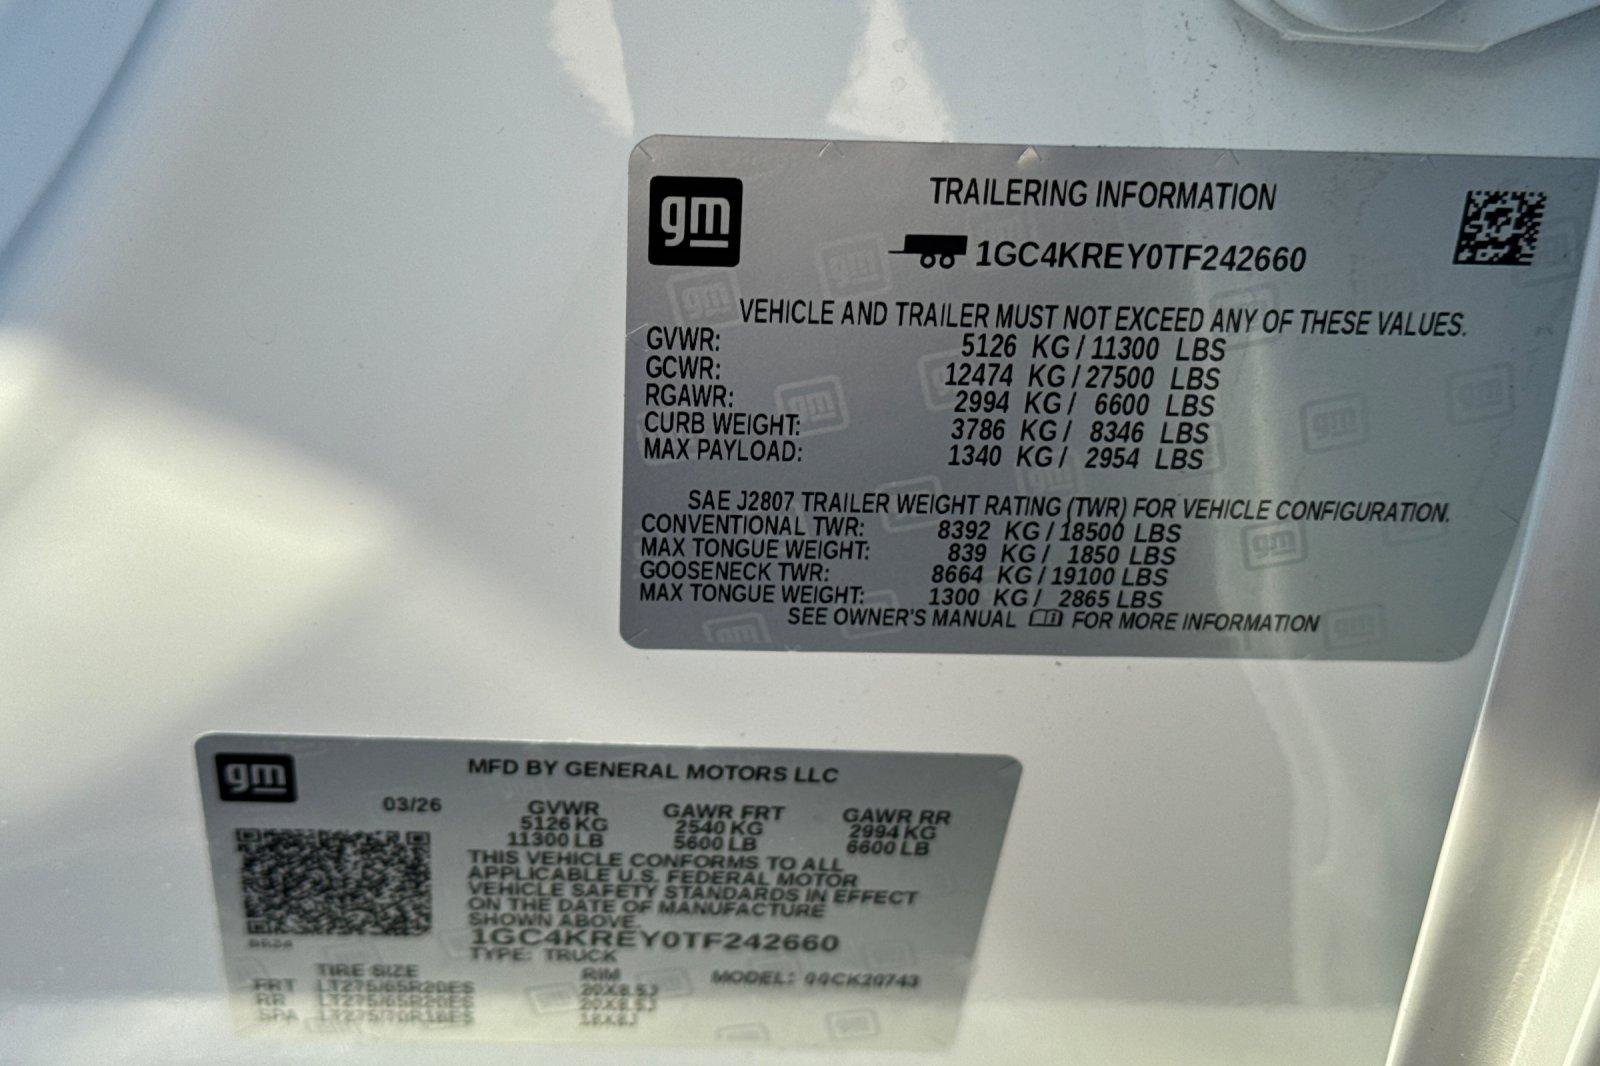 gm
TRAILERING INFORMATION
1GC4KREY0TF242660
VEHICLE AND TRAILER MUST NOT EXCEED ANY OF THESE VALUES.
GVWR: 5126 KG / 11300 LBS
GCWR: 12474 KG / 27500 LBS
RGAWR: 2994 KG / 6600 LBS
CURB WEIGHT: 3786 KG / 8346 LBS
MAX PAYLOAD: 1340 KG / 2954 LBS
SAE J2807 TRAILER WEIGHT RATING (TWR) FOR VEHICLE CONFIGURATION.
CONVENTIONAL TWR: 8392 KG / 18500 LBS
MAX TONGUE WEIGHT: 839 KG / 1850 LBS
GOOSENECK TWR: 8664 KG / 19100 LBS
MAX TONGUE WEIGHT: 1300 KG / 2865 LBS
SEE OWNER'S MANUAL FOR MORE INFORMATION
gm
MFD BY GENERAL MOTORS LLC
03/26
GVWR GAWR FRT GAWR RR
5126 KG 2540 KG 2994 KG
11300 LB 5600 LB 6600 LB
THIS VEHICLE CONFORMS TO ALL
APPLICABLE U.S. FEDERAL MOTOR
VEHICLE SAFETY STANDARDS IN EFFECT
ON THE DATE OF MANUFACTURE
SHOWN ABOVE.
1GC4KREY0TF242660
TYPE: TRUCK
TIRE SIZE RIM MODEL:
FRT LT275/65R20ES 20X8.5J
RR LT275/65R20ES 20X8.5J
SPA LT275/70R18ES 18X8J